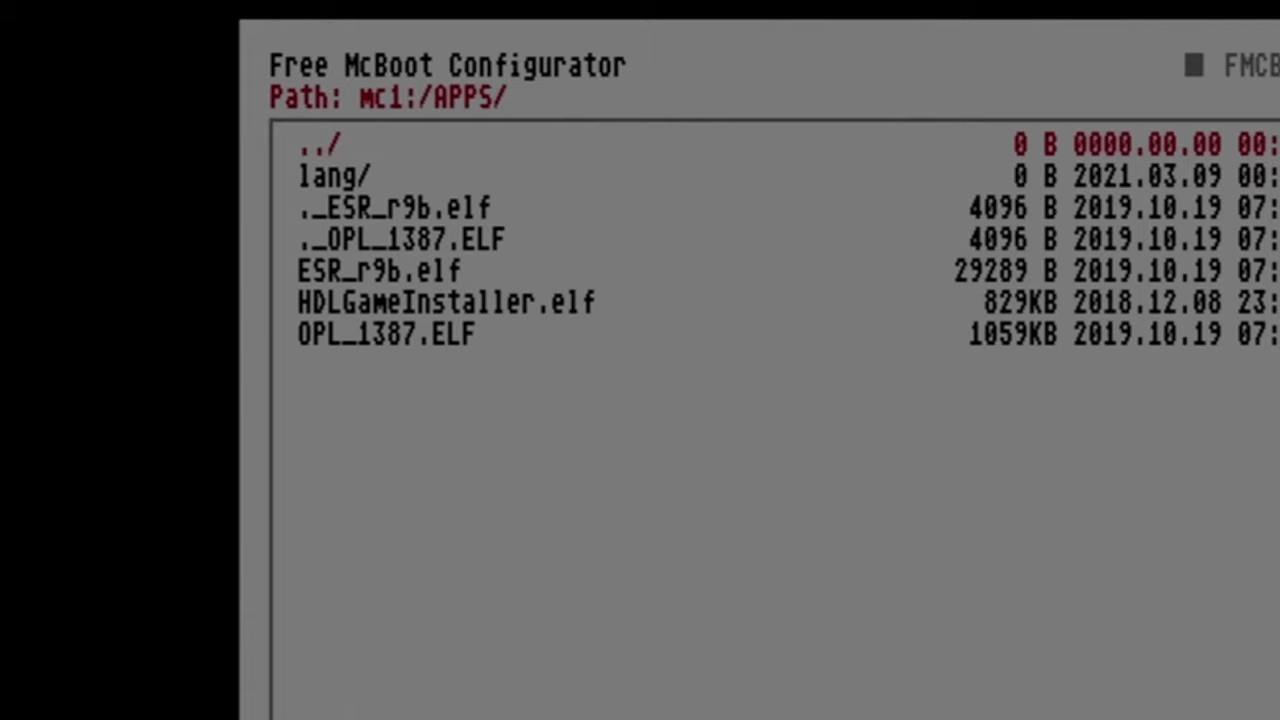 Free McBoot Configurator ■ FMCB
Path: mc1:/APPS/
../ 0 B 0000.00.00 00:
lang/ 0 B 2021.03.09 00:
._ESR_r9b.elf 4096 B 2019.10.19 07:
._OPL_1387.ELF 4096 B 2019.10.19 07:
ESR_r9b.elf 29289 B 2019.10.19 07:
HDLGameInstaller.elf 829KB 2018.12.08 23:
OPL_1387.ELF 1059KB 2019.10.19 07: